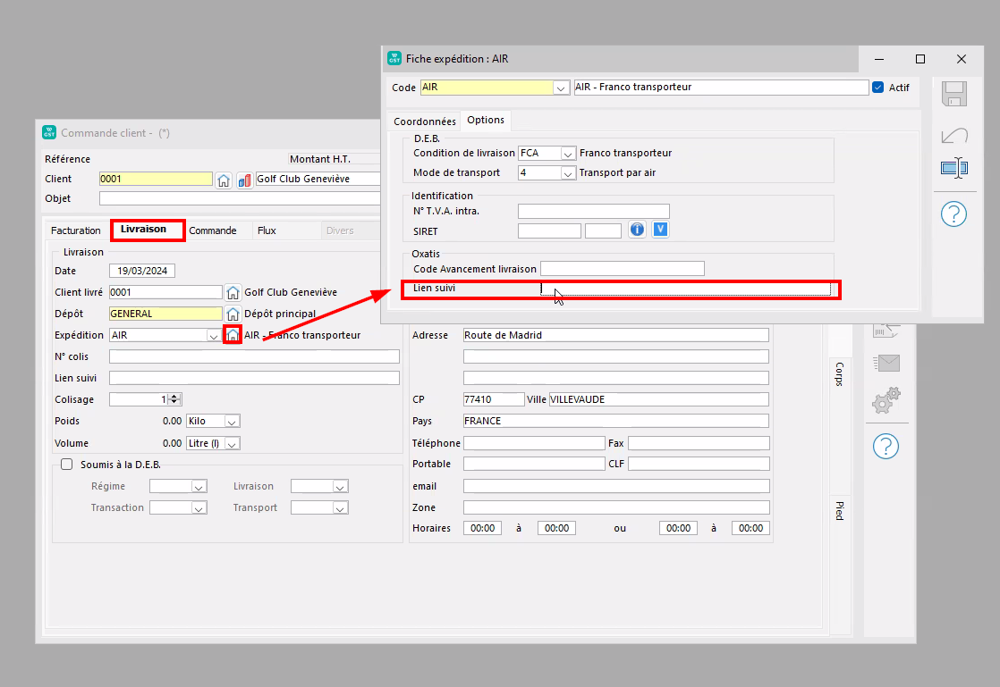 Fiche expédition : AIR
Code AIR AIR - Franco transporteur Actif
Coordonnées Options
D.E.B.
Condition de livraison FCA Franco transporteur
Mode de transport 4 Transport par air
Identification
N° T.V.A. intra.
SIRET
Oxatis
Code Avancement livraison
Lien suivi
Commande client - (*)
Référence Montant H.T.
Client 0001 Golf Club Geneviève
Objet
Facturation Livraison Commande Flux Divers
Livraison
Date 19/03/2024
Client livré 0001 Golf Club Geneviève
Dépôt GENERAL Dépôt principal
Expédition AIR AIR - Franco transporteur
N° colis
Lien suivi
Colisage 1
Poids 0.00 Kilo
Volume 0.00 Litre (l)
Soumis à la D.E.B.
Régime Livraison
Transaction Transport
Adresse Route de Madrid
CP 77410 Ville VILLEVAUDE
Pays FRANCE
Téléphone Fax
Portable CLF
email
Zone
Horaires 00:00 à 00:00 ou 00:00 à 00:00
Corps
Pied